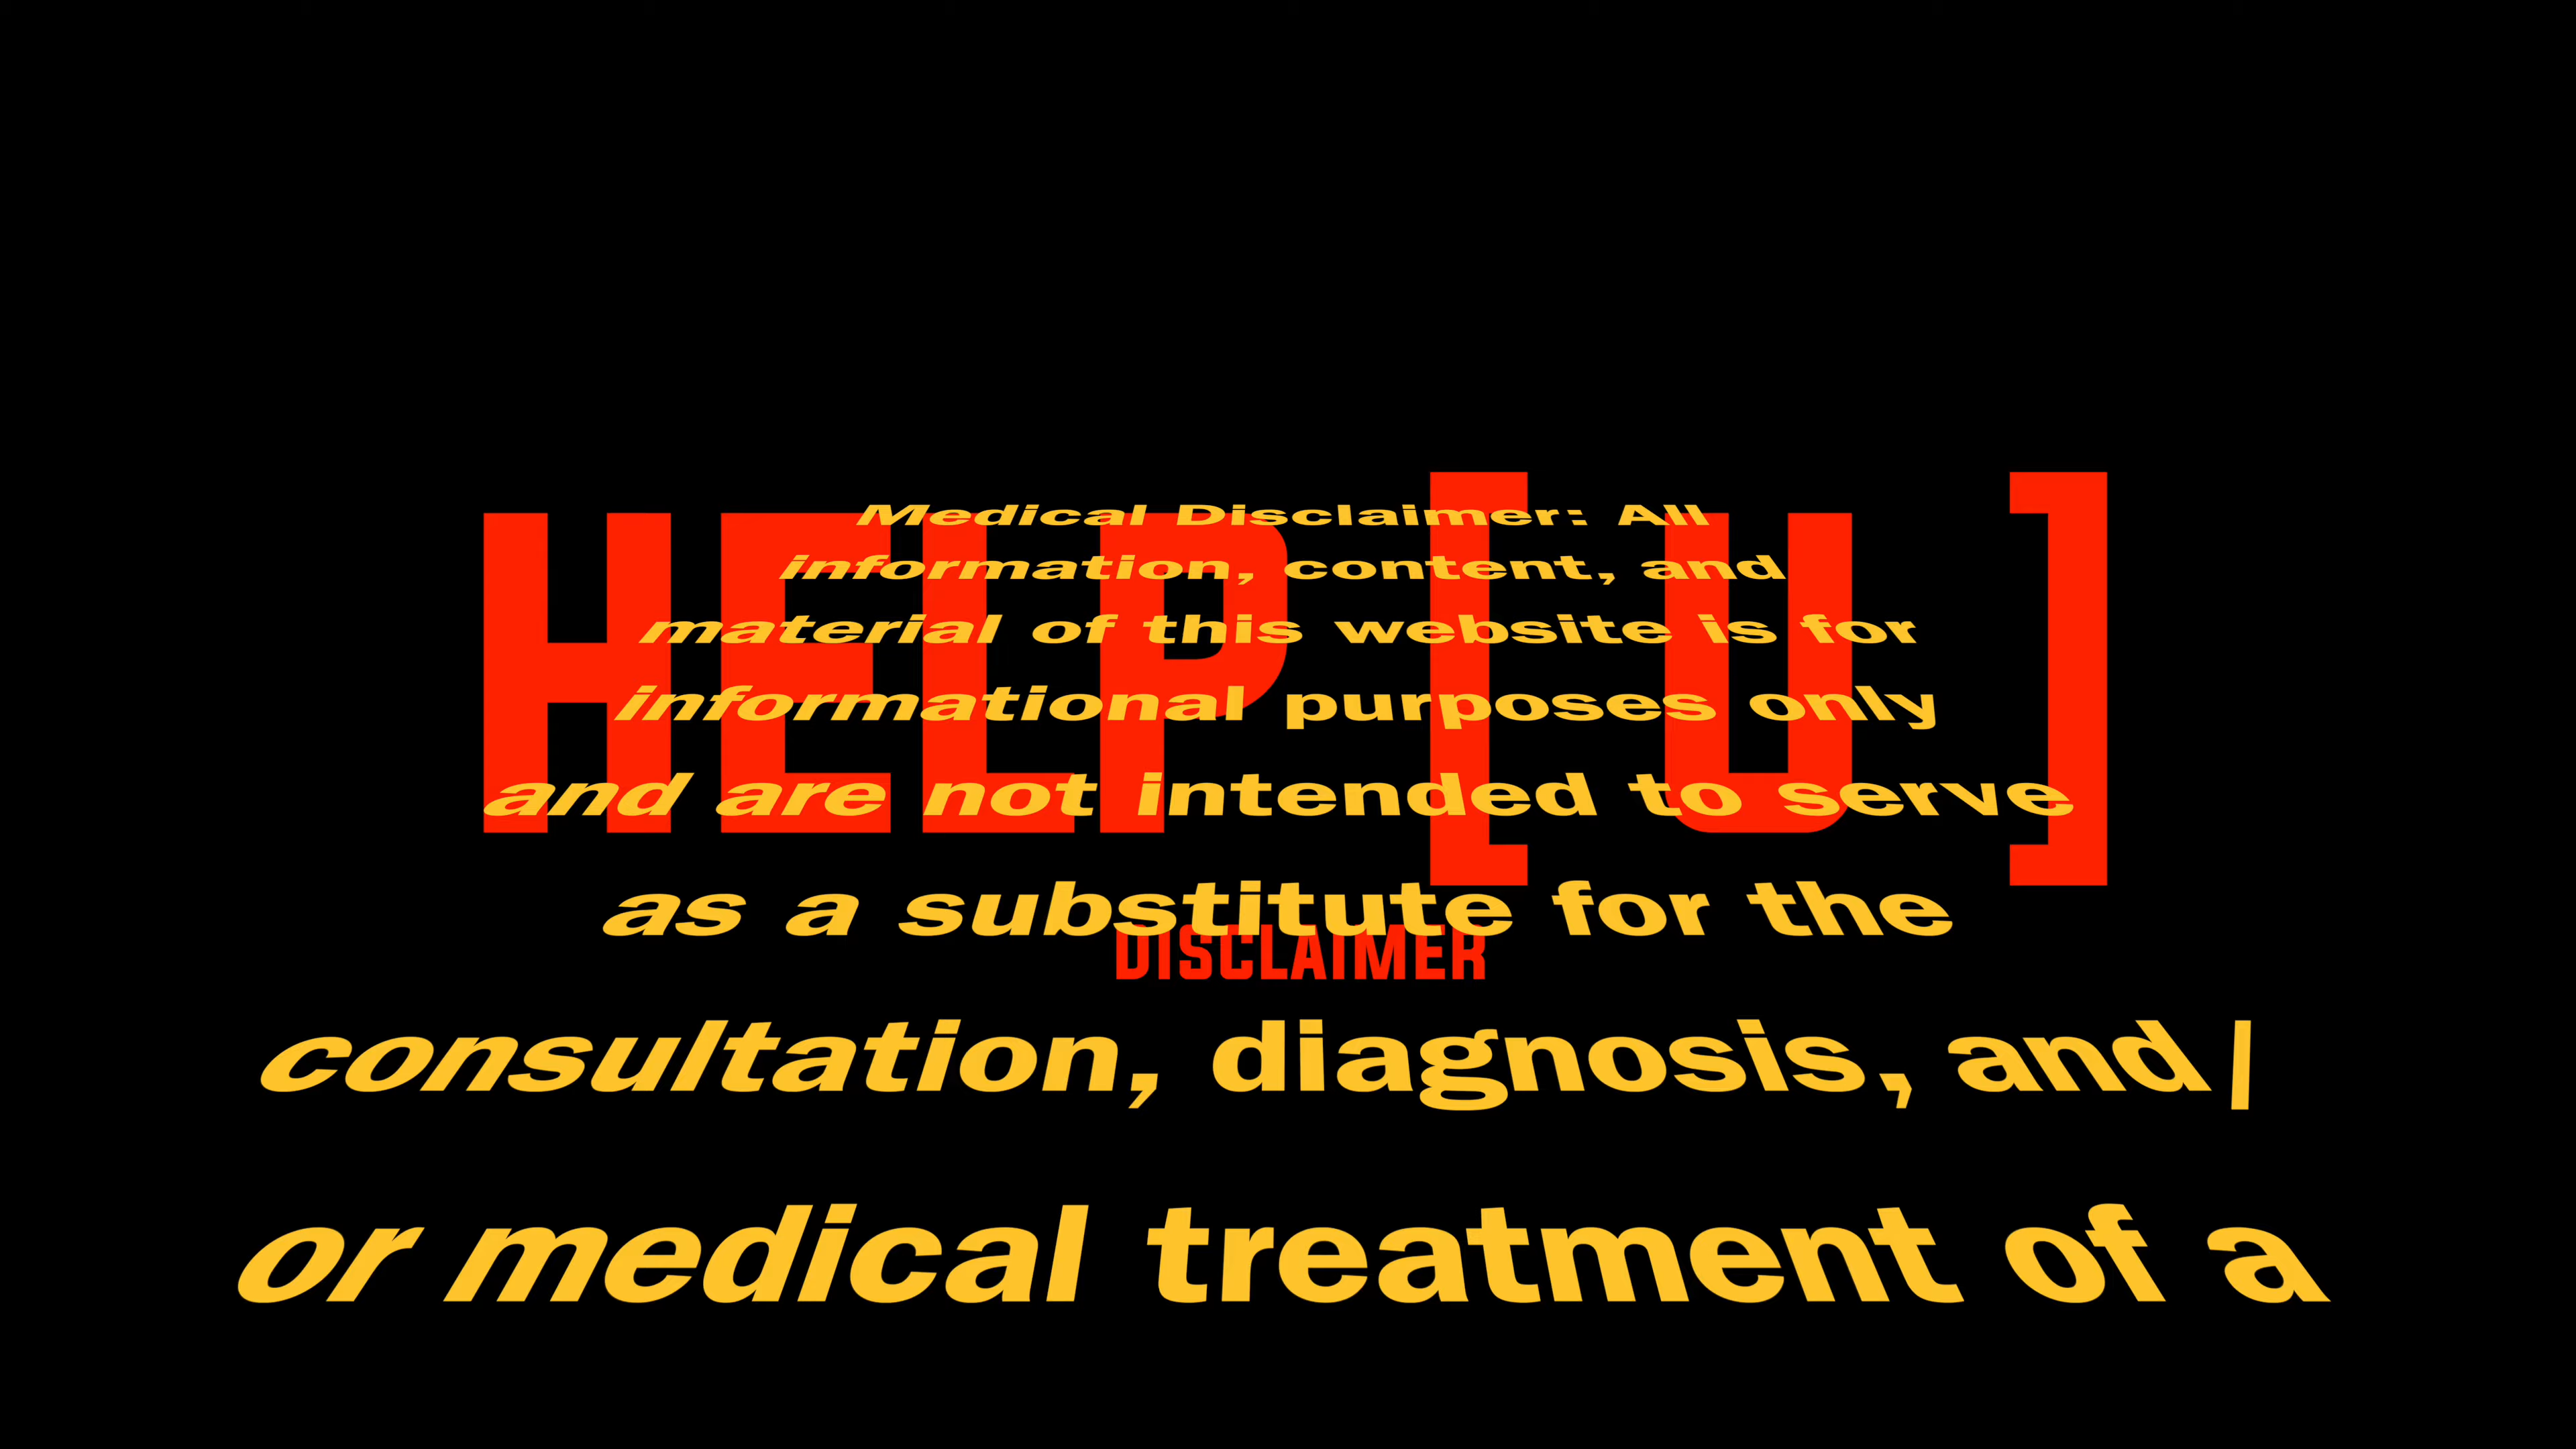 HELP [U ]
DISCLAIMER
Medical Disclaimer: All
information, content, and
material of this website is for
informational purposes only
and are not intended to serve
as a substitute for the
consultation, diagnosis, and|
or medical treatment of a